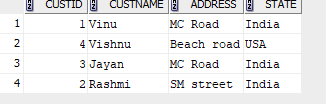 CUSTID CUSTNAME ADDRESS STATE
1 1 Vinu MC Road India
2 4 Vishnu Beach road USA
3 3 Jayan MC Road India
4 2 Rashmi SM street India